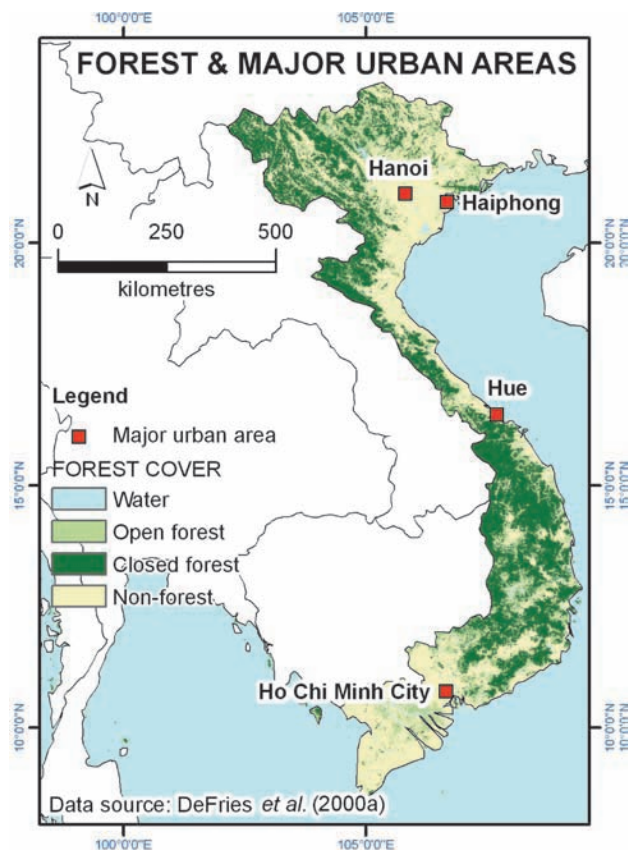 100°0'0"E 105°0'0"E
FOREST & MAJOR URBAN AREAS
Hanoi
Haiphong
N
0 250 500
kilometres
20°0'0"N 20°0'0"N
Hue
Legend
Major urban area
FOREST COVER
15°0'0"N 15°0'0"N
Water
Open forest
Closed forest
Non-forest
Ho Chi Minh City
10°0'0"N 10°0'0"N
Data source: DeFries et al. (2000a)
100°0'0"E 105°0'0"E